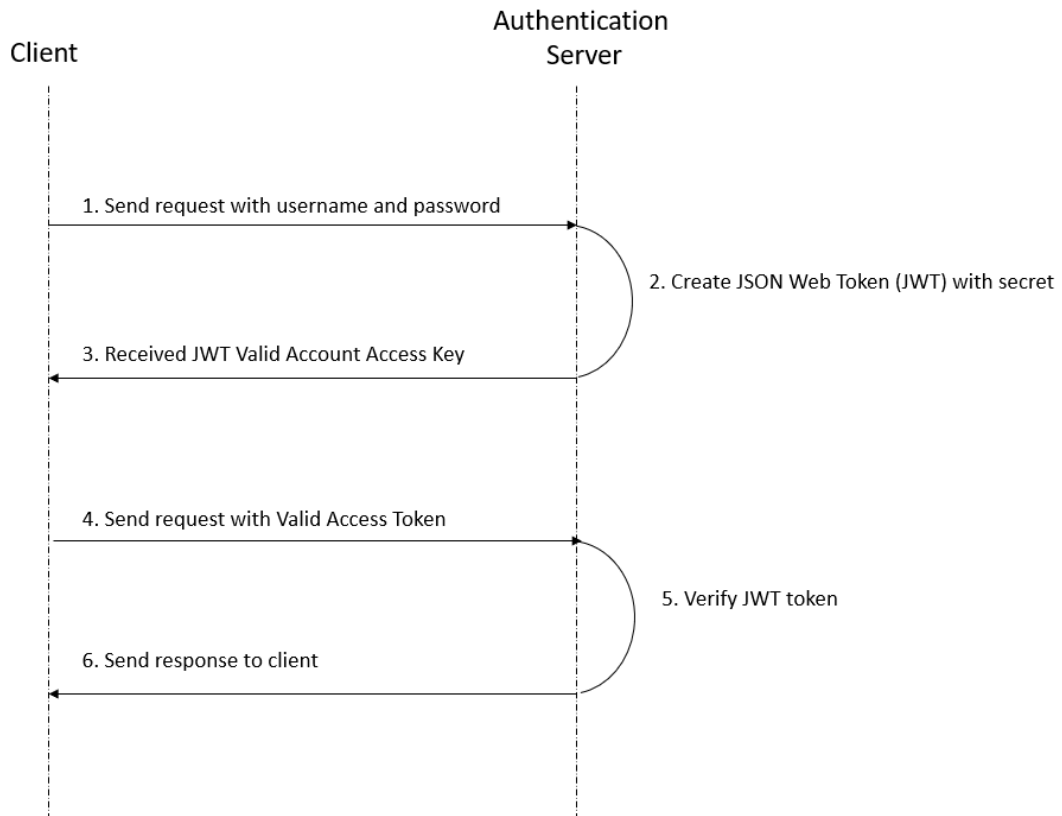 Client
Authentication
Server
1. Send request with username and password
2. Create JSON Web Token (JWT) with secret
3. Received JWT Valid Account Access Key
4. Send request with Valid Access Token
5. Verify JWT token
6. Send response to client